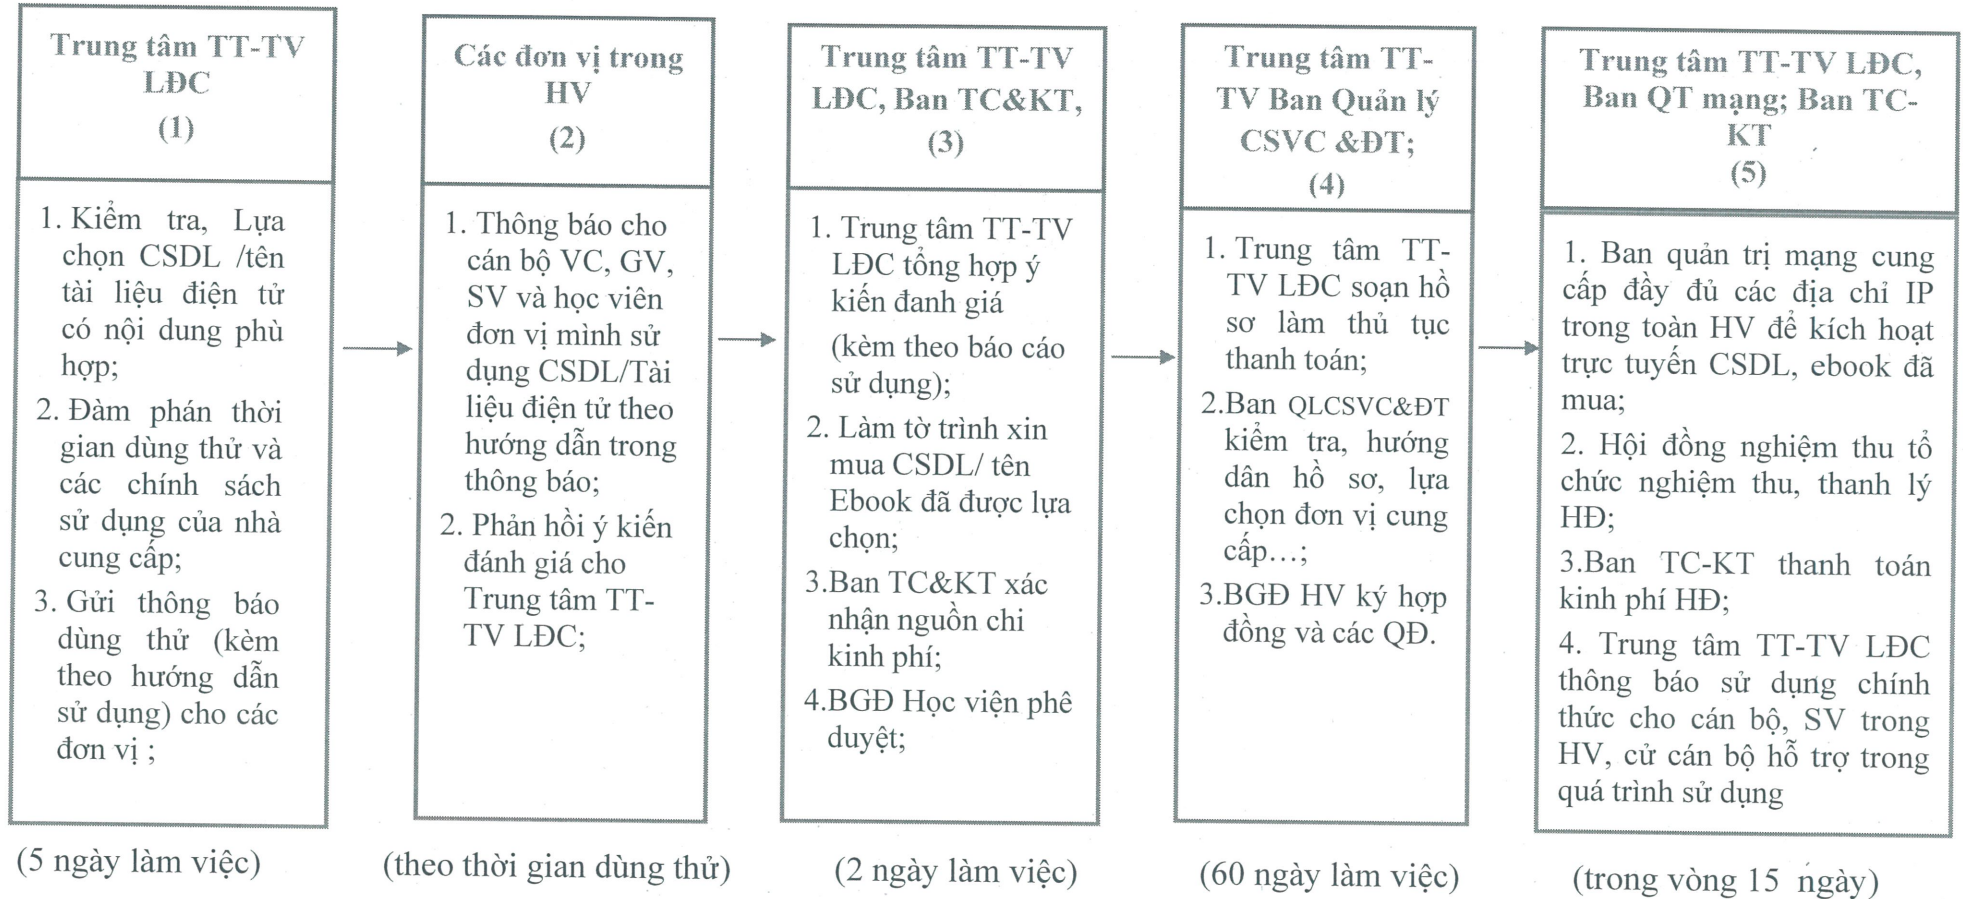 Trung tâm TT-TV
LĐC
(1)
1. Kiểm tra, Lựa
chọn CSDL /tên
tài liệu điện tử
có nội dung phù
hợp;
2. Đàm phán thời
gian dùng thử và
các chính sách
sử dụng của nhà
cung cấp;
3. Gửi thông báo
dùng thử (kèm
theo hướng dẫn
sử dụng) cho các
đơn vị ;
(5 ngày làm việc)
Các đơn vị trong
HV
(2)
1. Thông báo cho
cán bộ VC, GV,
SV và học viên
đơn vị mình sử
dụng CSDL/Tài
liệu điện tử theo
hướng dẫn trong
thông báo;
2. Phản hồi ý kiến
đánh giá cho
Trung tâm TT-
TV LĐC;
(theo thời gian dùng thử)
Trung tâm TT-TV
LĐC, Ban TC&KT,
(3)
1. Trung tâm TT-TV
LĐC tổng hợp ý
kiến đanh giá
(kèm theo báo cáo
sử dụng);
2. Làm tờ trình xin
mua CSDL/ tên
Ebook đã được lựa
chọn;
3.Ban TC&KT xác
nhận nguồn chi
kinh phí;
4.BGĐ Học viện phê
duyệt;
(2 ngày làm việc)
Trung tâm TT-
TV Ban Quản lý
CSVC &ĐT;
(4)
1. Trung tâm TT-
TV LĐC soạn hồ
sơ làm thủ tục
thanh toán;
2.Ban QLCSVC&ĐT
kiểm tra, hướng
dân hồ sơ, lựa
chọn đơn vị cung
cấp...;
3.BGĐ HV ký hợp
đồng và các QĐ.
(60 ngày làm việc)
Trung tâm TT-TV LĐC,
Ban QT mạng; Ban TC-
KT
(5)
1. Ban quản trị mạng cung
cấp đầy đủ các địa chỉ IP
trong toàn HV để kích hoạt
trực tuyến CSDL, ebook đã
mua;
2. Hội đồng nghiệm thu tổ
chức nghiệm thu, thanh lý
HĐ;
3.Ban TC-KT thanh toán
kinh phí HĐ;
4. Trung tâm TT-TV LĐC
thông báo sử dụng chính
thức cho cán bộ, SV trong
HV, cử cán bộ hỗ trợ trong
quá trình sử dụng
(trong vòng 15 ngày)